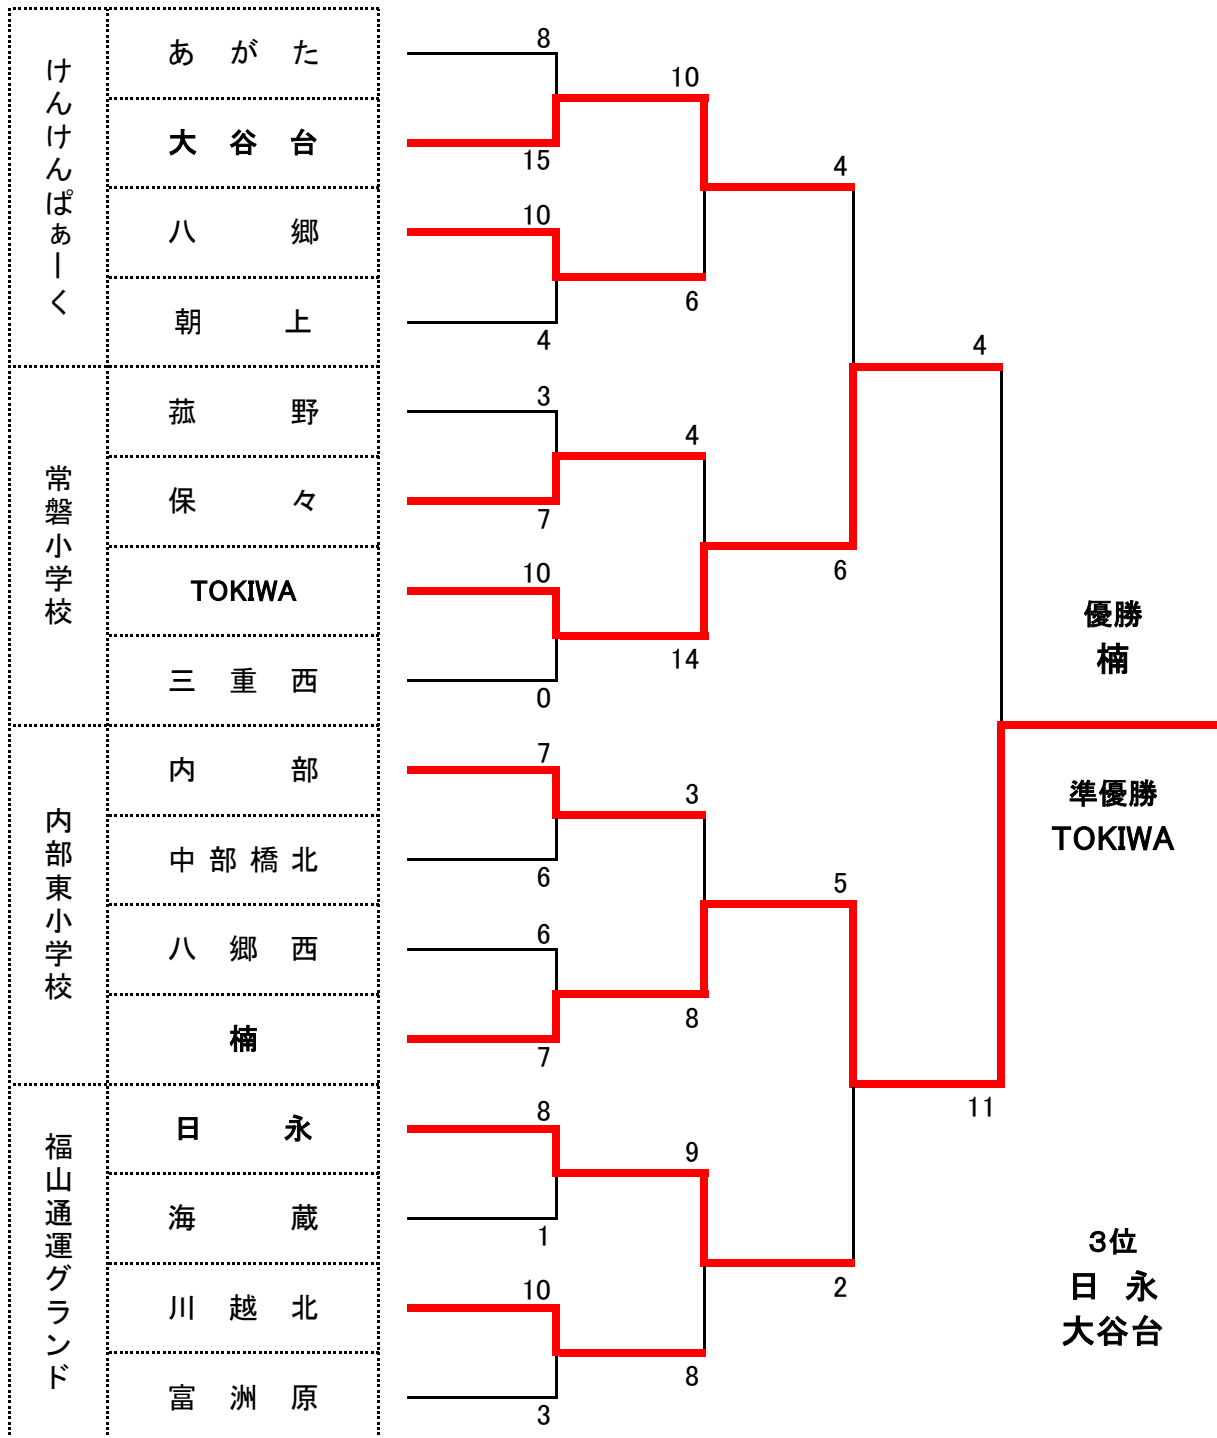 けんけんぱぁーく
あがた
8
10
大谷台
15
4
八郷
10
6
朝上
4
4
常磐小学校
菰野
3
4
保々
7
TOKIWA
10
6
14
三重西
0
優勝
楠
内部東小学校
内部
7
3
準優勝
TOKIWA
中部橋北
6
5
八郷西
6
8
楠
7
11
福山通運グランド
日永
8
9
海蔵
1
3位
川越北
10
2
日永
大谷台
8
富洲原
3